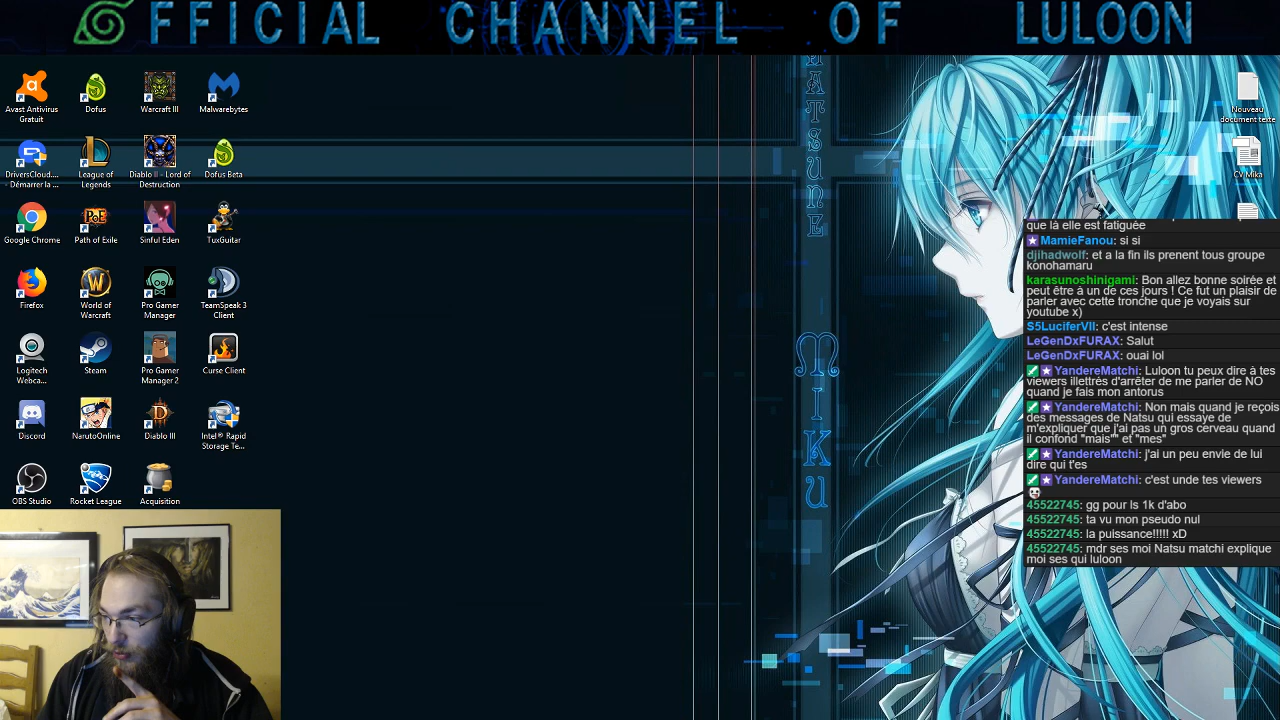 FFICIAL CHANNEL OF LULOON
Avast Antivirus
Gratuit
Dofus
Warcraft III
Malwarebytes
DriversCloud....
- Démarrer la ...
League of
Legends
Diablo II - Lord of
Destruction
Dofus Beta
Google Chrome
Path of Exile
Sinful Eden
TuxGuitar
Firefox
World of
Warcraft
Pro Gamer
Manager
TeamSpeak 3
Client
Logitech
Webca...
Steam
Pro Gamer
Manager 2
Curse Client
Discord
NarutoOnline
Diablo III
Intel® Rapid
Storage Te...
OBS Studio
Rocket League
Acquisition
HATSUNE
MIKU
Nouveau
document texte
CV Mika
que là elle est fatiguée
MamieFanou: si si
djihadwolf: et a la fin ils prenent tous groupe
konohamaru
karasunoshinigami: Bon allez bonne soirée et
peut être à un de ces jours ! Ce fut un plaisir de
parler avec cette tronche que je voyais sur
youtube x)
S5LuciferVII: c'est intense
LeGenDxFURAX: Salut
LeGenDxFURAX: ouai lol
YandereMatchi: Luloon tu peux dire à tes
viewers illettrés d'arrêter de me parler de NO
quand je fais mon antorus
YandereMatchi: Non mais quand je reçois
des messages de Natsu qui essaye de
m'expliquer que j'ai pas un gros cerveau quand
il confond "mais"" et "mes"
YandereMatchi: j'ai un peu envie de lui
dire qui t'es
YandereMatchi: c'est unde tes viewers
45522745: gg pour ls 1k d'abo
45522745: ta vu mon pseudo nul
45522745: la puissance!!!!! xD
45522745: mdr ses moi Natsu matchi explique
moi ses qui luloon